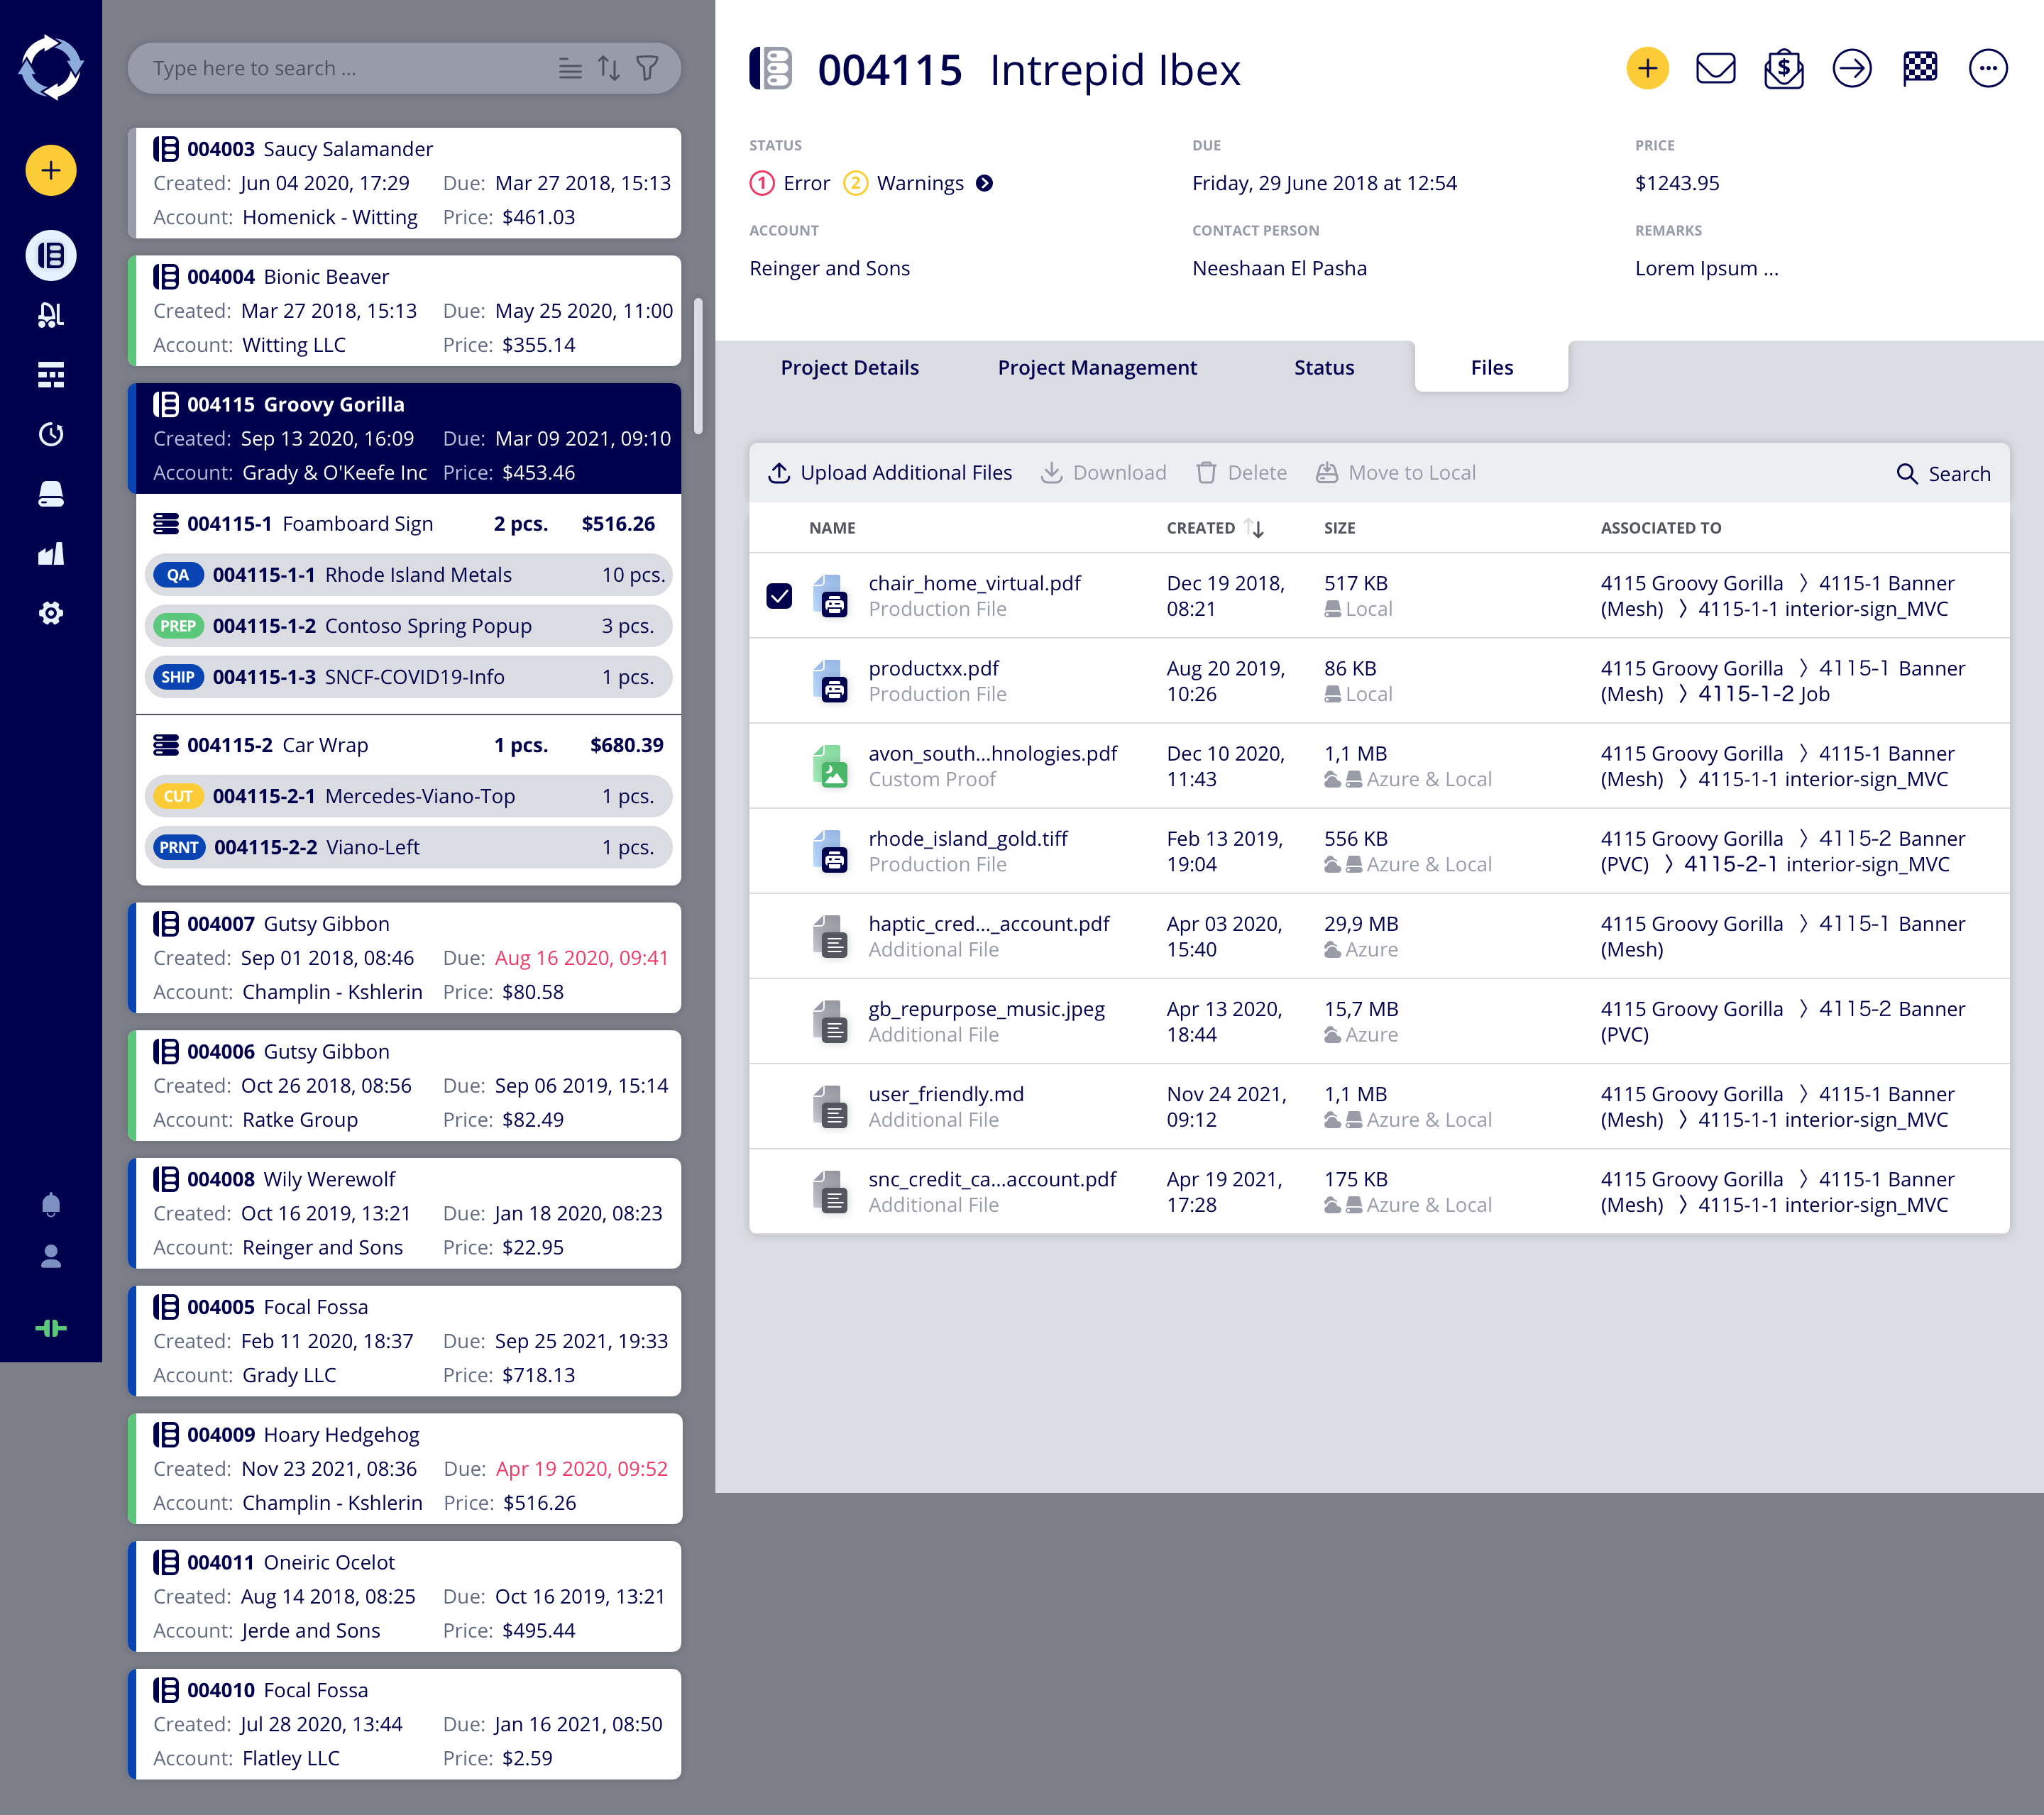 Type here to search ...
004003 Saucy Salamander
Created: Jun 04 2020, 17:29 Due: Mar 27 2018, 15:13
Account: Homenick - Witting Price: $461.03
004004 Bionic Beaver
Created: Mar 27 2018, 15:13 Due: May 25 2020, 11:00
Account: Witting LLC Price: $355.14
004115 Groovy Gorilla
Created: Sep 13 2020, 16:09 Due: Mar 09 2021, 09:10
Account: Grady & O'Keefe Inc Price: $453.46
004115-1 Foamboard Sign 2 pcs. $516.26
QA 004115-1-1 Rhode Island Metals 10 pcs.
PREP 004115-1-2 Contoso Spring Popup 3 pcs.
SHIP 004115-1-3 SNCF-COVID19-Info 1 pcs.
004115-2 Car Wrap 1 pcs. $680.39
CUT 004115-2-1 Mercedes-Viano-Top 1 pcs.
PRNT 004115-2-2 Viano-Left 1 pcs.
004007 Gutsy Gibbon
Created: Sep 01 2018, 08:46 Due: Aug 16 2020, 09:41
Account: Champlin - Kshlerin Price: $80.58
004006 Gutsy Gibbon
Created: Oct 26 2018, 08:56 Due: Sep 06 2019, 15:14
Account: Ratke Group Price: $82.49
004008 Wily Werewolf
Created: Oct 16 2019, 13:21 Due: Jan 18 2020, 08:23
Account: Reinger and Sons Price: $22.95
004005 Focal Fossa
Created: Feb 11 2020, 18:37 Due: Sep 25 2021, 19:33
Account: Grady LLC Price: $718.13
004009 Hoary Hedgehog
Created: Nov 23 2021, 08:36 Due: Apr 19 2020, 09:52
Account: Champlin - Kshlerin Price: $516.26
004011 Oneiric Ocelot
Created: Aug 14 2018, 08:25 Due: Oct 16 2019, 13:21
Account: Jerde and Sons Price: $495.44
004010 Focal Fossa
Created: Jul 28 2020, 13:44 Due: Jan 16 2021, 08:50
Account: Flatley LLC Price: $2.59
004115 Intrepid Ibex
STATUS DUE PRICE
1 Error 2 Warnings Friday, 29 June 2018 at 12:54 $1243.95
ACCOUNT CONTACT PERSON REMARKS
Reinger and Sons Neeshaan El Pasha Lorem Ipsum ...
Project Details Project Management Status Files
Upload Additional Files Download Delete Move to Local Search
NAME CREATED SIZE ASSOCIATED TO
chair_home_virtual.pdf Dec 19 2018, 517 KB 4115 Groovy Gorilla 〉4115-1 Banner
Production File 08:21 Local (Mesh) 〉4115-1-1 interior-sign_MVC
productxx.pdf Aug 20 2019, 86 KB 4115 Groovy Gorilla 〉4115-1 Banner
Production File 10:26 Local (Mesh) 〉4115-1-2 Job
avon_south...hnologies.pdf Dec 10 2020, 1,1 MB 4115 Groovy Gorilla 〉4115-1 Banner
Custom Proof 11:43 Azure & Local (Mesh) 〉4115-1-1 interior-sign_MVC
rhode_island_gold.tiff Feb 13 2019, 556 KB 4115 Groovy Gorilla 〉4115-2 Banner
Production File 19:04 Azure & Local (PVC) 〉4115-2-1 interior-sign_MVC
haptic_cred..._account.pdf Apr 03 2020, 29,9 MB 4115 Groovy Gorilla 〉4115-1 Banner
Additional File 15:40 Azure (Mesh)
gb_repurpose_music.jpeg Apr 13 2020, 15,7 MB 4115 Groovy Gorilla 〉4115-2 Banner
Additional File 18:44 Azure (PVC)
user_friendly.md Nov 24 2021, 1,1 MB 4115 Groovy Gorilla 〉4115-1 Banner
Additional File 09:12 Azure & Local (Mesh) 〉4115-1-1 interior-sign_MVC
snc_credit_ca...account.pdf Apr 19 2021, 175 KB 4115 Groovy Gorilla 〉4115-1 Banner
Additional File 17:28 Azure & Local (Mesh) 〉4115-1-1 interior-sign_MVC